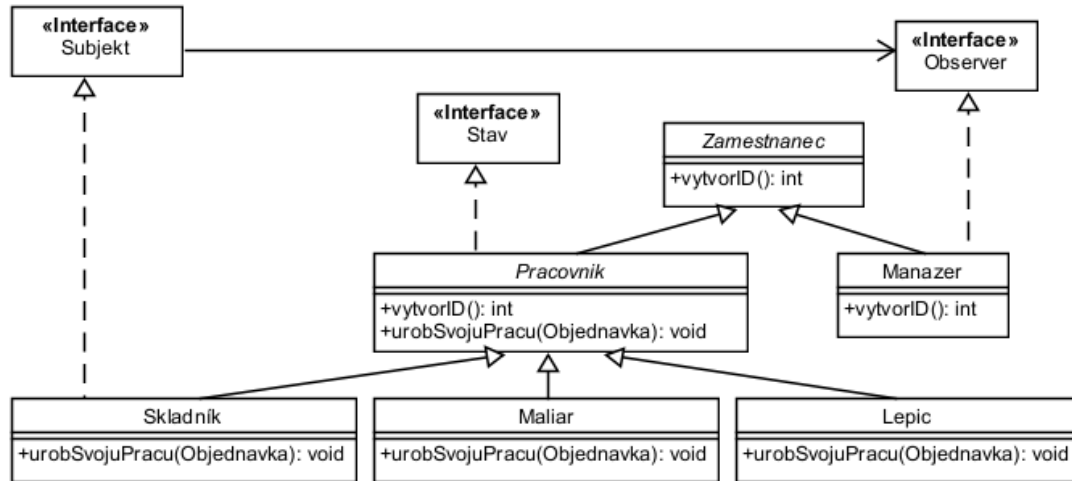 «Interface»
Subjekt
«Interface»
Observer
«Interface»
Stav
Zamestnanec
+vytvorID(): int
Pracovnik
+vytvorID(): int
+urobSvojuPracu(Objednavka): void
Manazer
+vytvorID(): int
Skladník
+urobSvojuPracu(Objednavka): void
Maliar
+urobSvojuPracu(Objednavka): void
Lepic
+urobSvojuPracu(Objednavka): void